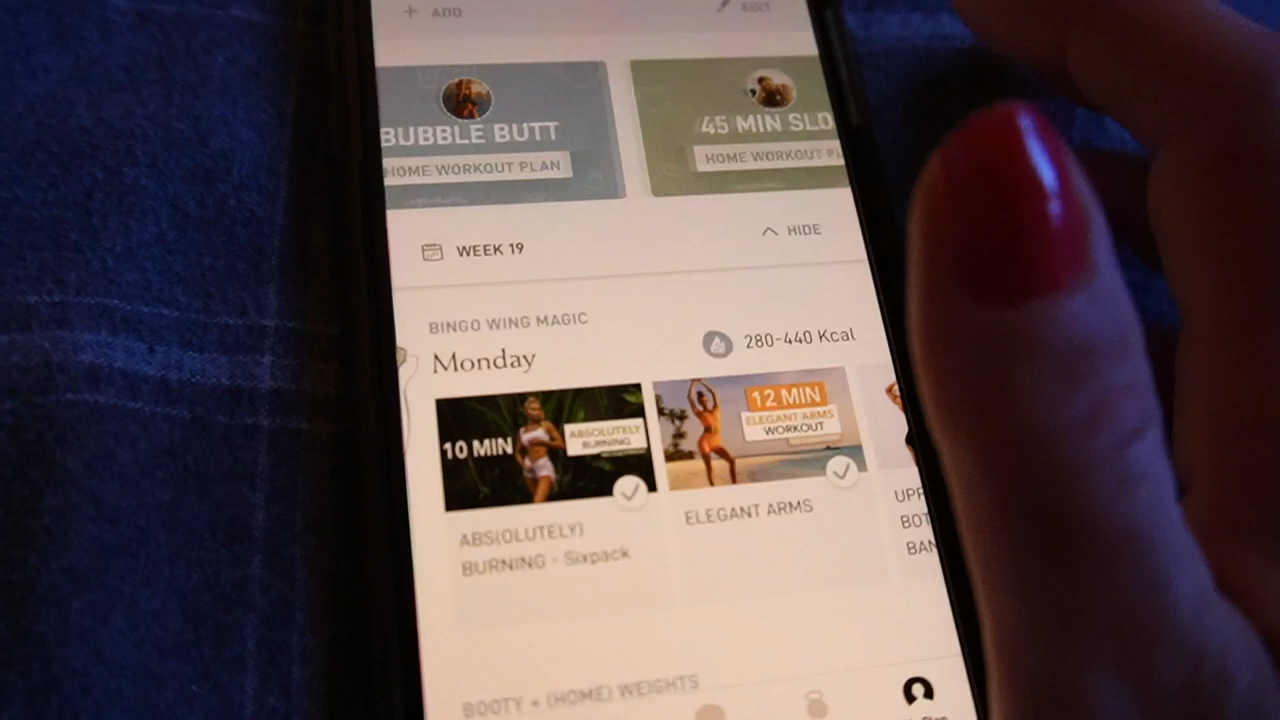 + ADD
EDIT
BUBBLE BUTT
HOME WORKOUT PLAN
45 MIN SLO
HOME WORKOUT PL
WEEK 19
HIDE
BINGO WING MAGIC
Monday
280-440 Kcal
10 MIN
ABSOLUTELY
BURNING
12 MIN
ELEGANT ARMS
WORKOUT
ABS(OLUTELY)
BURNING - Sixpack
ELEGANT ARMS
UPP
BOT
BAN
BOOTY + (HOME) WEIGHTS